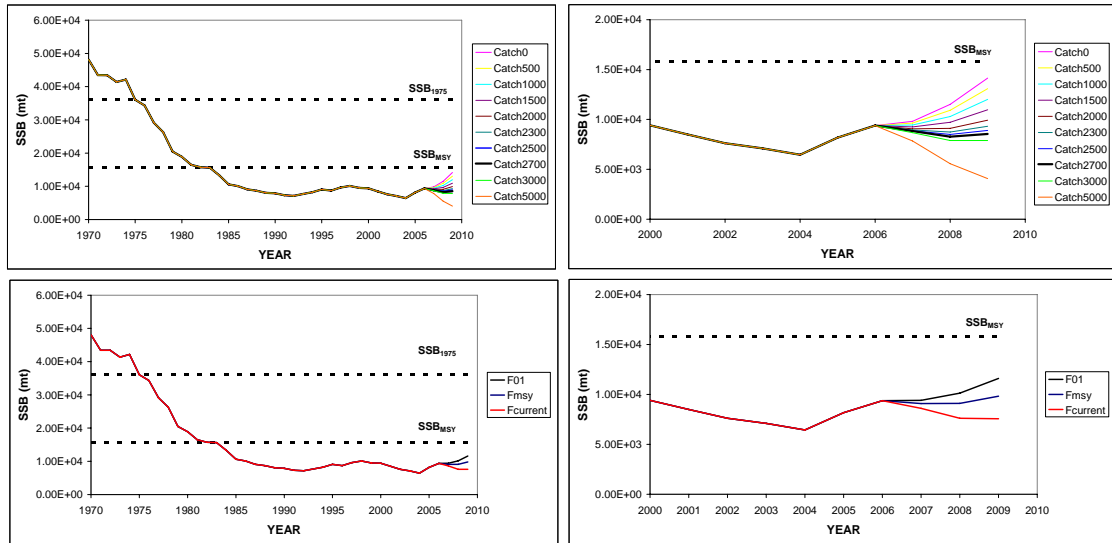 6.00E+04
5.00E+04
4.00E+04
3.00E+04
2.00E+04
1.00E+04
0.00E+00
SSB (mt)
SSB1975
SSBMSY
1970 1975 1980 1985 1990 1995 2000 2005 2010
YEAR
Catch0
Catch500
Catch1000
Catch1500
Catch2000
Catch2300
Catch2500
Catch2700
Catch3000
Catch5000
2.00E+04
1.50E+04
1.00E+04
5.00E+03
0.00E+00
SSB (mt)
SSBMSY
2000 2002 2004 2006 2008 2010
YEAR
Catch0
Catch500
Catch1000
Catch1500
Catch2000
Catch2300
Catch2500
Catch2700
Catch3000
Catch5000
6.00E+04
5.00E+04
4.00E+04
3.00E+04
2.00E+04
1.00E+04
0.00E+00
SSB (mt)
SSB1975
SSBMSY
1970 1975 1980 1985 1990 1995 2000 2005 2010
YEAR
F01
Fmsy
Fcurrent
2.00E+04
1.50E+04
1.00E+04
5.00E+03
0.00E+00
SSB (mt)
SSBMSY
2000 2001 2002 2003 2004 2005 2006 2007 2008 2009 2010
YEAR
F01
Fmsy
Fcurrent